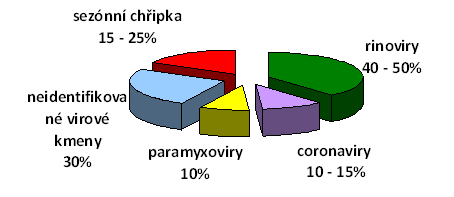 sezónní chřipka
15 - 25%
rinoviry
40 - 50%
neidentifikova
né virové
kmeny
30%
paramyxoviry
10%
coronaviry
10 - 15%